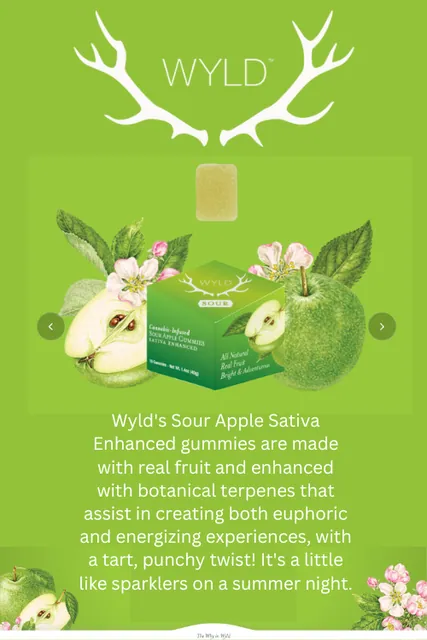 WYLD™
WYLD
SOUR
Cannabis-Infused
SOUR APPLE GUMMIES
SATIVA ENHANCED
All Natural
Real Fruit
Bright & Adventurous
Wyld's Sour Apple Sativa
Enhanced gummies are made
with real fruit and enhanced
with botanical terpenes that
assist in creating both euphoric
and energizing experiences, with
a tart, punchy twist! It's a little
like sparklers on a summer night.